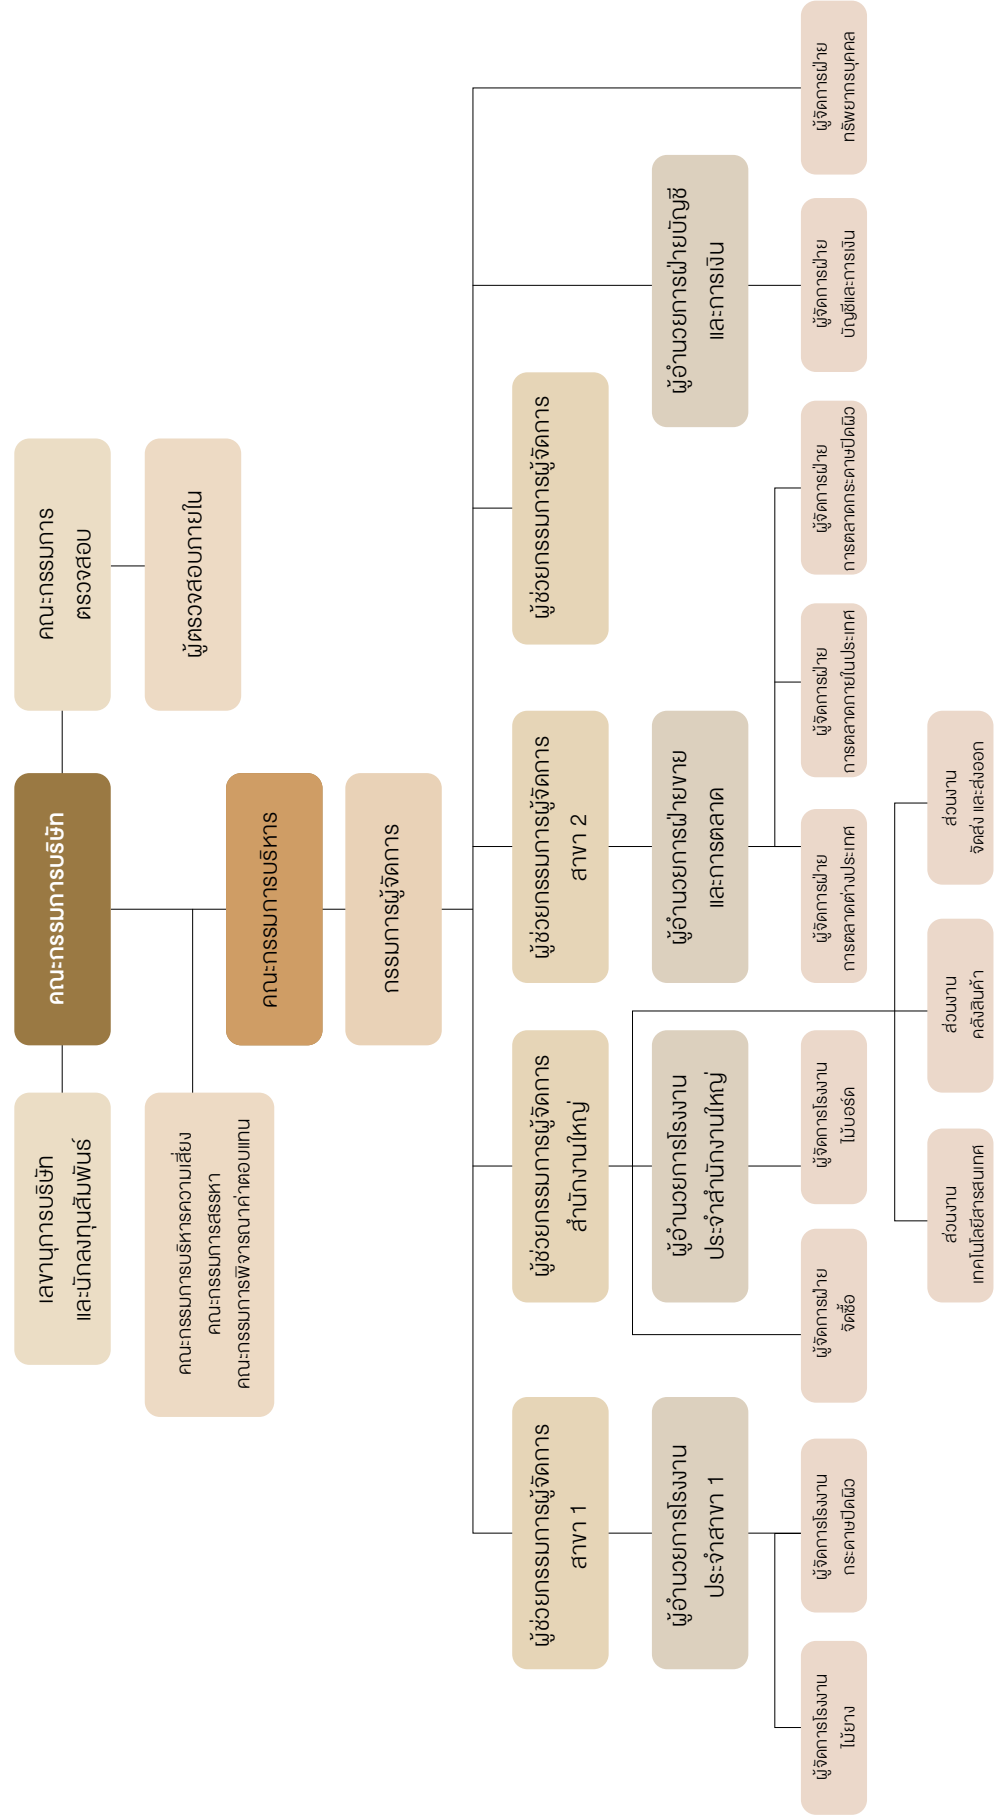 เลขานุการบริษัท
และนักลงทุนสัมพันธ์
คณะกรรมการบริษัท
คณะกรรมการ
ตรวจสอบ
คณะกรรมการบริหารความเสี่ยง
คณะกรรมการสรรหา
คณะกรรมการพิจารณาค่าตอบแทน
ผู้ตรวจสอบภายใน
คณะกรรมการบริหาร
กรรมการผู้จัดการ
ผู้ช่วยกรรมการผู้จัดการ
สาขา 1
ผู้ช่วยกรรมการผู้จัดการ
สำนักงานใหญ่
ผู้ช่วยกรรมการผู้จัดการ
สาขา 2
ผู้ช่วยกรรมการผู้จัดการ
ผู้อำนวยการโรงงาน
ประจำสาขา 1
ผู้อำนวยการโรงงาน
ประจำสำนักงานใหญ่
ผู้อำนวยการฝ่ายขาย
และการตลาด
ผู้อำนวยการฝ่ายบัญชี
และการเงิน
ผู้จัดการโรงงาน
ไม้ยาง
ผู้จัดการโรงงาน
กระดาษปิดผิว
ผู้จัดการฝ่าย
จัดซื้อ
ผู้จัดการโรงงาน
ไม้บอร์ด
ผู้จัดการฝ่าย
การตลาดต่างประเทศ
ผู้จัดการฝ่าย
การตลาดภายในประเทศ
ผู้จัดการฝ่าย
การตลาดกระดาษปิดผิว
ผู้จัดการฝ่าย
บัญชีและการเงิน
ผู้จัดการฝ่าย
ทรัพยากรบุคคล
ส่วนงาน
เทคโนโลยีสารสนเทศ
ส่วนงาน
คลังสินค้า
ส่วนงาน
จัดส่ง และส่งออก